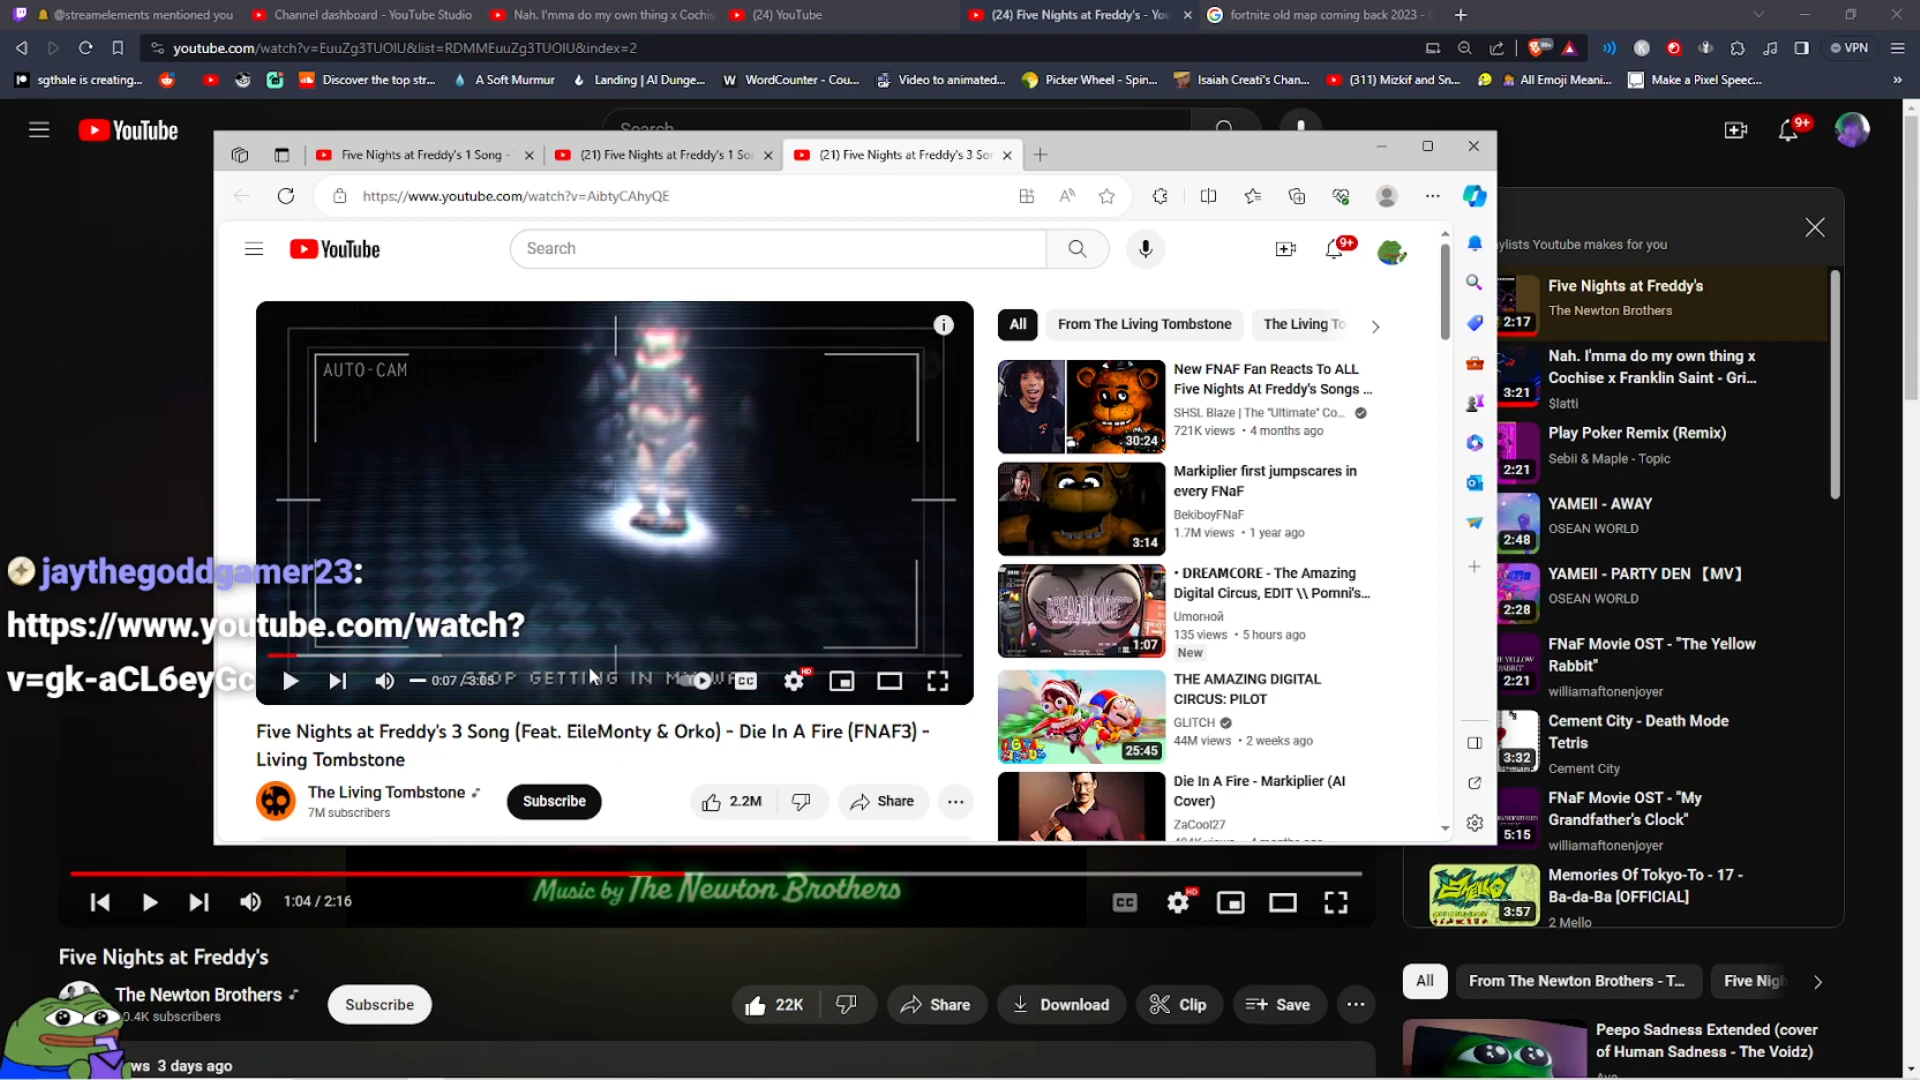 @streamelements mentioned you
Channel dashboard - YouTube Studio
Nah. I'mma do my own thing x Cochis
(24) YouTube
(24) Five Nights at Freddy's - You
fortnite old map coming back 2023 -
youtube.com/watch?v=EuuZg3TUOIU&list=RDMMEuuZg3TUOIU&index=2
VPN
sgthale is creating...
Discover the top str...
A Soft Murmur
Landing | AI Dunge...
WordCounter - Cou...
Video to animated...
Picker Wheel - Spin...
Isaiah Creati's Chan...
(311) Mizkif and Sn...
All Emoji Meani...
Make a Pixel Speec...
YouTube
Search
9+
Five Nights at Freddy's 1 Song -
(21) Five Nights at Freddy's 1 So
(21) Five Nights at Freddy's 3 So
https://www.youtube.com/watch?v=AibtyCAhyQE
YouTube
Search
9+
AUTO-CAM
STOP GETTING IN MY WA
0:07 / 3:05
CC
HD
Five Nights at Freddy's 3 Song (Feat. EileMonty & Orko) - Die In A Fire (FNAF3) -
Living Tombstone
The Living Tombstone
7M subscribers
Subscribe
2.2M
Share
All
From The Living Tombstone
The Living To
New FNAF Fan Reacts To ALL
Five Nights At Freddy's Songs ...
SHSL Blaze | The "Ultimate" Co...
721K views • 4 months ago
30:24
Markiplier first jumpscares in
every FNaF
BekiboyFNaF
1.7M views • 1 year ago
3:14
• DREAMCORE - The Amazing
Digital Circus, EDIT \\ Pomni's...
Uмогной
135 views • 5 hours ago
New
1:07
THE AMAZING DIGITAL
CIRCUS: PILOT
GLITCH
44M views • 2 weeks ago
25:45
Die In A Fire - Markiplier (AI
Cover)
ZaCool27
jaythegoddgamer23:
https://www.youtube.com/watch?
v=gk-aCL6eyGc
ylists Youtube makes for you
Five Nights at Freddy's
The Newton Brothers
2:17
Nah. I'mma do my own thing x
Cochise x Franklin Saint - Gri...
$latti
3:21
Play Poker Remix (Remix)
Sebii & Maple - Topic
2:21
YAMEII - AWAY
OSEAN WORLD
2:48
YAMEII - PARTY DEN 【MV】
OSEAN WORLD
2:28
FNaF Movie OST - "The Yellow
Rabbit"
williamaftonenjoyer
2:21
Cement City - Death Mode
Tetris
Cement City
3:32
FNaF Movie OST - "My
Grandfather's Clock"
williamaftonenjoyer
5:15
Memories Of Tokyo-To - 17 -
Ba-da-Ba [OFFICIAL]
2 Mello
3:57
Music by The Newton Brothers
1:04 / 2:16
CC
HD
Five Nights at Freddy's
The Newton Brothers
0.4K subscribers
Subscribe
22K
Share
Download
Clip
Save
ws 3 days ago
All
From The Newton Brothers - T...
Five Nigh
Peepo Sadness Extended (cover
of Human Sadness - The Voidz)